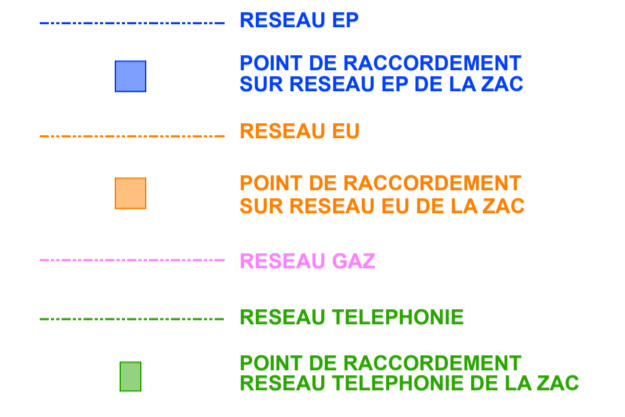 RESEAU EP
POINT DE RACCORDEMENT
SUR RESEAU EP DE LA ZAC
RESEAU EU
POINT DE RACCORDEMENT
SUR RESEAU EU DE LA ZAC
RESEAU GAZ
RESEAU TELEPHONIE
POINT DE RACCORDEMENT
RESEAU TELEPHONIE DE LA ZAC